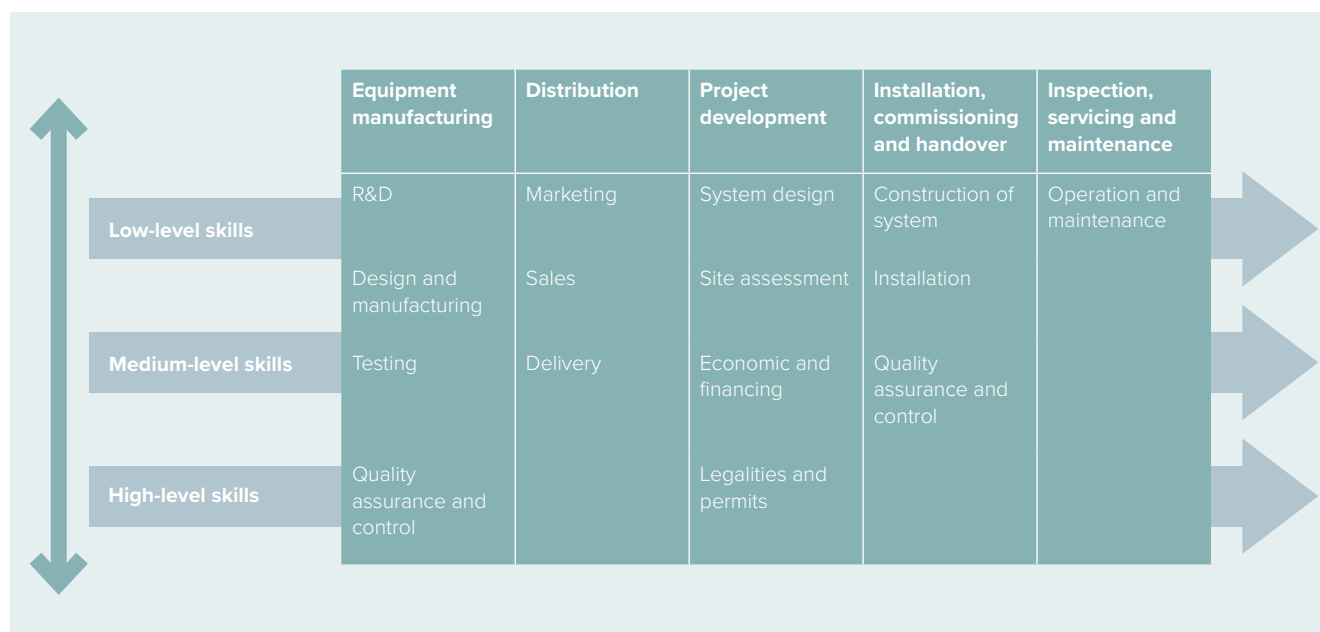 Equipment
manufacturing
Distribution
Project
development
Installation,
commissioning
and handover
Inspection,
servicing and
maintenance
Low-level skills
R&D
Marketing
System design
Construction of
system
Operation and
maintenance
Design and
manufacturing
Sales
Site assessment
Installation
Medium-level skills
Testing
Delivery
Economic and
financing
Quality
assurance and
control
High-level skills
Quality
assurance and
control
Legalities and
permits